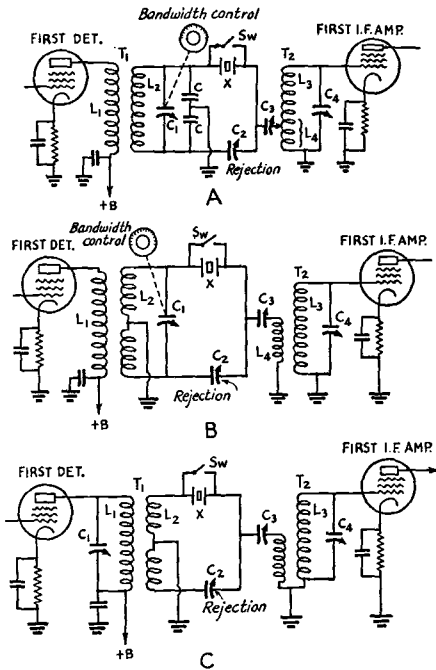 Bandwidth control
FIRST DET.
T1
Sw
T2
FIRST I.F. AMP.
L1
L2
C1
C
C
X
C2
Rejection
C3
L3
L4
C4
+B
A
Bandwidth control
FIRST DET.
Sw
FIRST I.F. AMP.
L1
L2
C1
X
C2
Rejection
C3
L4
T2
L3
C4
+B
B
FIRST DET.
T1
Sw
T2
FIRST I.F. AMP.
C1
L1
L2
X
C2
Rejection
C3
L3
C4
+B
C